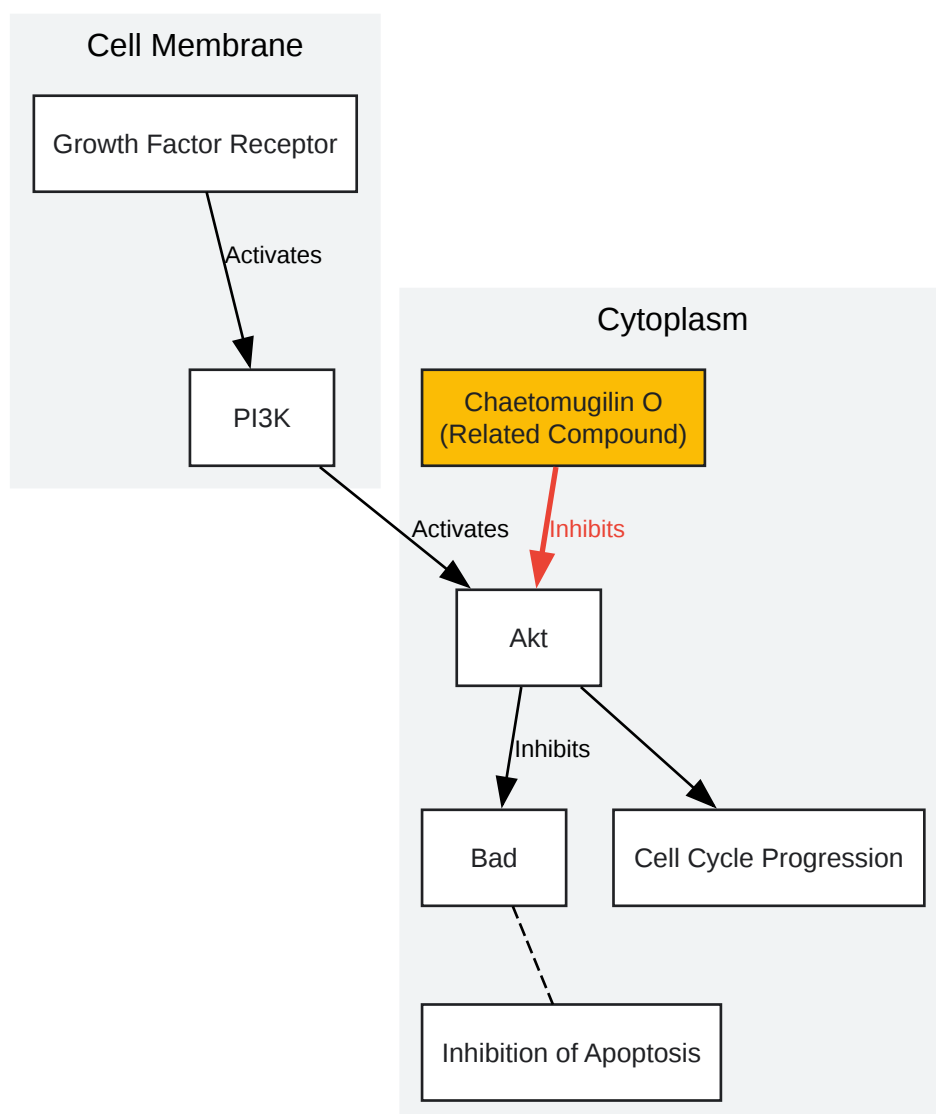 Cell Membrane
Growth Factor Receptor
Activates
PI3K
Cytoplasm
Chaetomugilin O
(Related Compound)
Activates
Inhibits
Akt
Inhibits
Bad
Cell Cycle Progression
Inhibition of Apoptosis